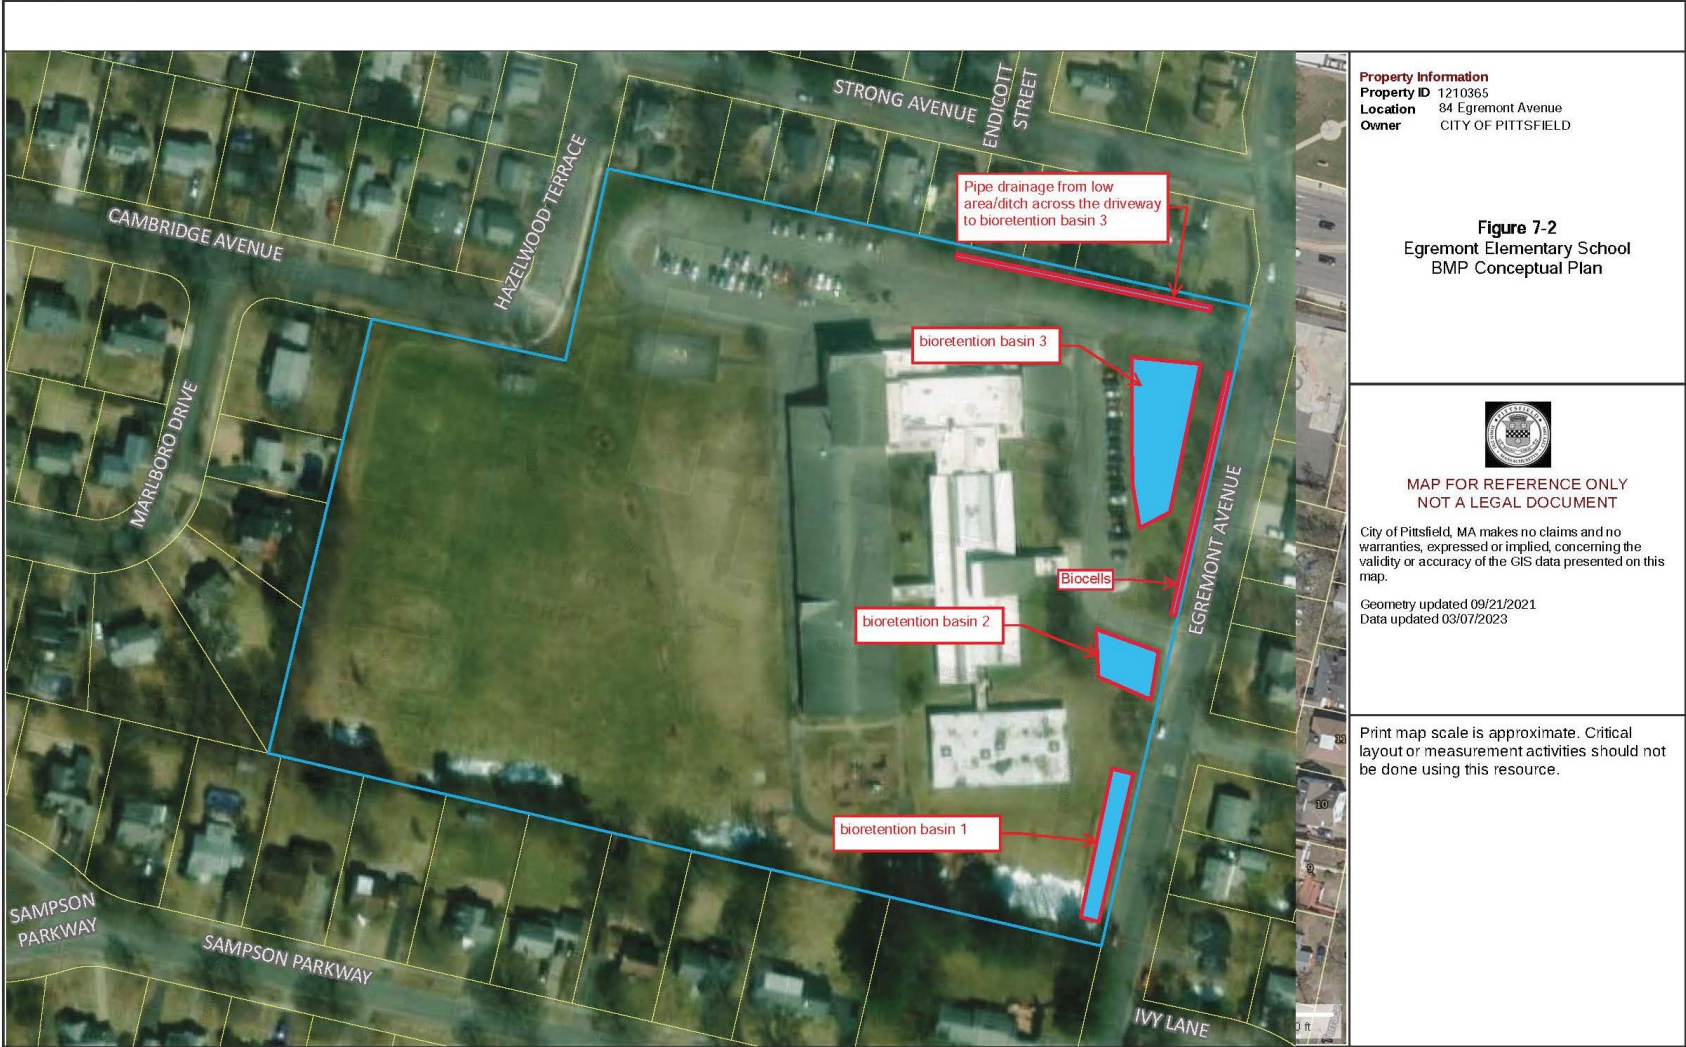 STRONG AVENUE
ENDICOTT
STREET
HAZELWOOD TERRACE
CAMBRIDGE AVENUE
MARLBORO DRIVE
Pipe drainage from low
area/ditch across the driveway
to bioretention basin 3
bioretention basin 3
Biocells
EGREMONT AVENUE
bioretention basin 2
bioretention basin 1
SAMPSON
PARKWAY
SAMPSON PARKWAY
IVY LANE
11
10
9
0 ft
Property Information
Property ID 1210365
Location 84 Egremont Avenue
Owner CITY OF PITTSFIELD
Figure 7-2
Egremont Elementary School
BMP Conceptual Plan
MAP FOR REFERENCE ONLY
NOT A LEGAL DOCUMENT
City of Pittsfield, MA makes no claims and no
warranties, expressed or implied, concerning the
validity or accuracy of the GIS data presented on this
map.
Geometry updated 09/21/2021
Data updated 03/07/2023
Print map scale is approximate. Critical
layout or measurement activities should not
be done using this resource.